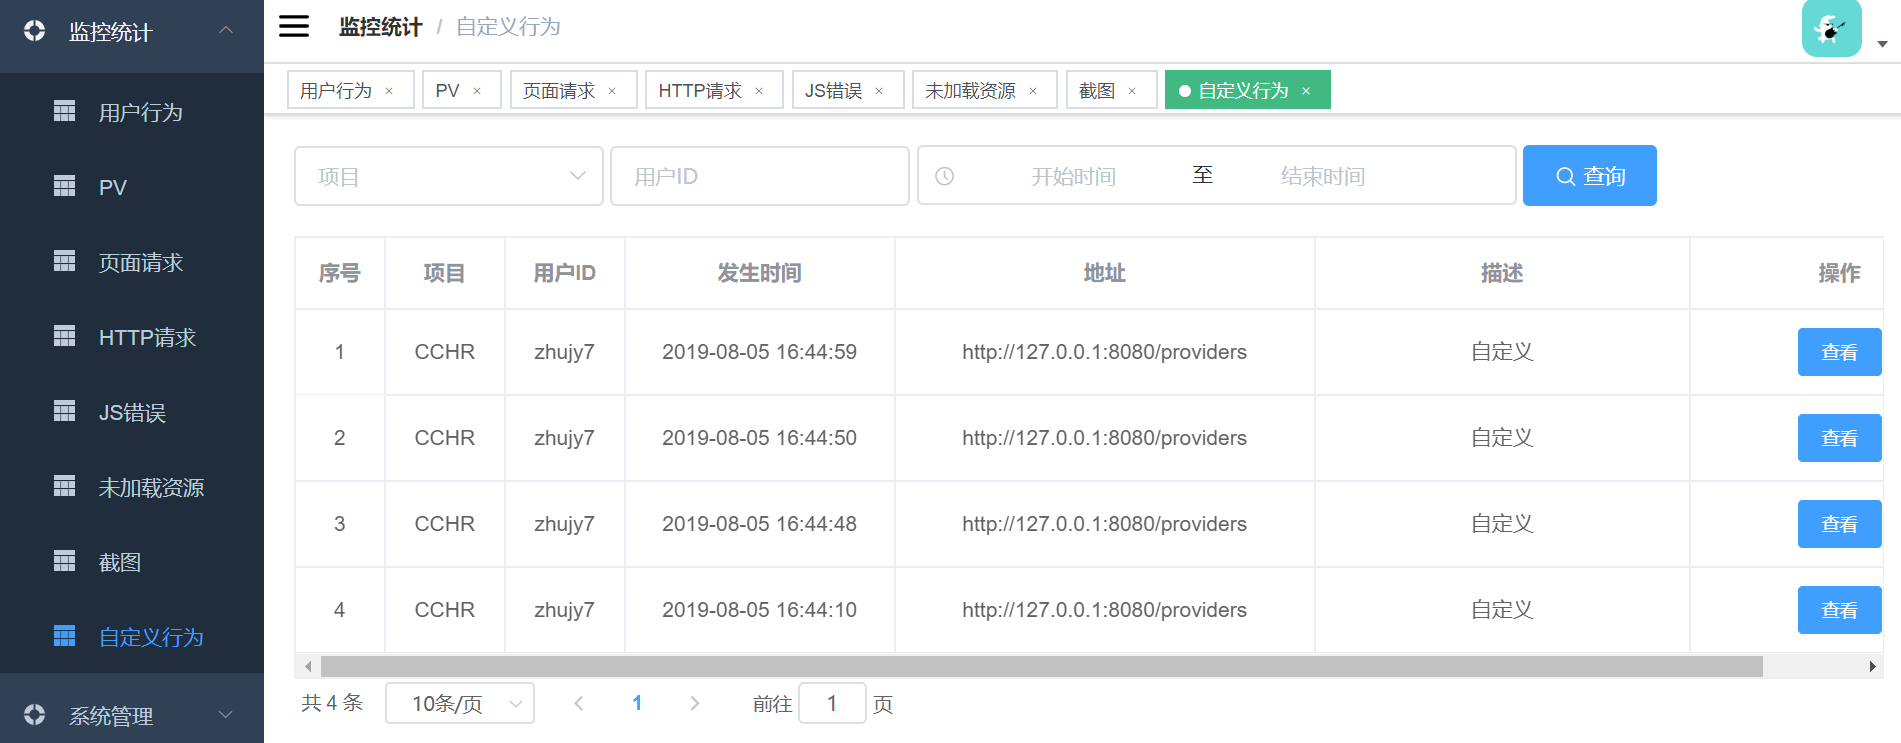 监控统计
用户行为
PV
页面请求
HTTP请求
JS错误
未加载资源
截图
自定义行为
系统管理
监控统计 / 自定义行为
用户行为 × PV × 页面请求 × HTTP请求 × JS错误 × 未加载资源 × 截图 × 自定义行为 ×
项目 用户ID 开始时间 至 结束时间 查询
序号 项目 用户ID 发生时间 地址 描述 操作
1 CCHR zhujy7 2019-08-05 16:44:59 http://127.0.0.1:8080/providers 自定义 查看
2 CCHR zhujy7 2019-08-05 16:44:50 http://127.0.0.1:8080/providers 自定义 查看
3 CCHR zhujy7 2019-08-05 16:44:48 http://127.0.0.1:8080/providers 自定义 查看
4 CCHR zhujy7 2019-08-05 16:44:10 http://127.0.0.1:8080/providers 自定义 查看
共 4 条 10条/页 1 前往 1 页